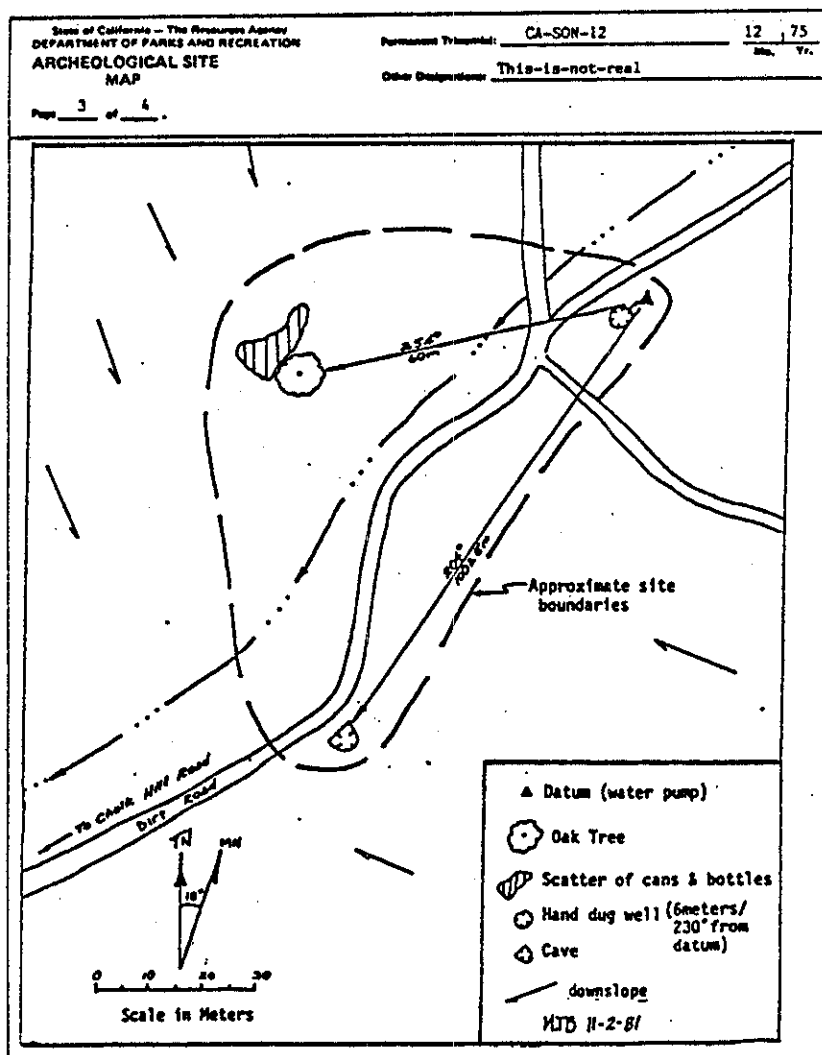 State of California — The Resources Agency
DEPARTMENT OF PARKS AND RECREATION
ARCHEOLOGICAL SITE
MAP
Page 3 of 4.
Permanent Trinomial: CA-SON-12 12 75
Mo. Yr.
Other Designations: This-is-not-real
60m
Approximate site
boundaries
To Chalk Hill Road
Dirt Road
TN MN
18°
0 10 20 30
Scale in Meters
Datum (water pump)
Oak Tree
Scatter of cans & bottles
Hand dug well (6meters/
230° from
datum)
Cave
downslope
MJB 11-2-81